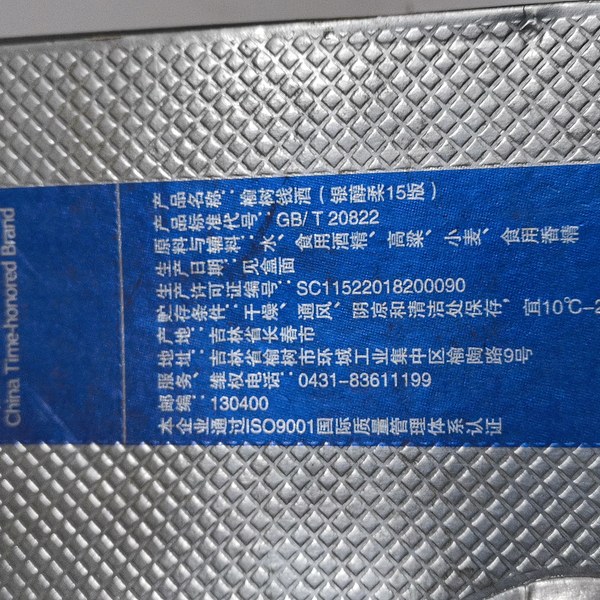 China Time-honored Brand
产品名称：榆树钱酒（银醇柔15版）
产品标准代号：GB/T 20822
原料与辅料：水、食用酒精、高粱、小麦、食用香精
生产日期：见盒面
生产许可证编号：SC11522018200090
贮存条件：干燥、通风、阴凉和清洁处保存，宜10℃-2
产地：吉林省长春市
地址：吉林省榆树市环城工业集中区榆陶路9号
服务、维权电话：0431-83611199
邮编：130400
本企业通过ISO9001国际质量管理体系认证